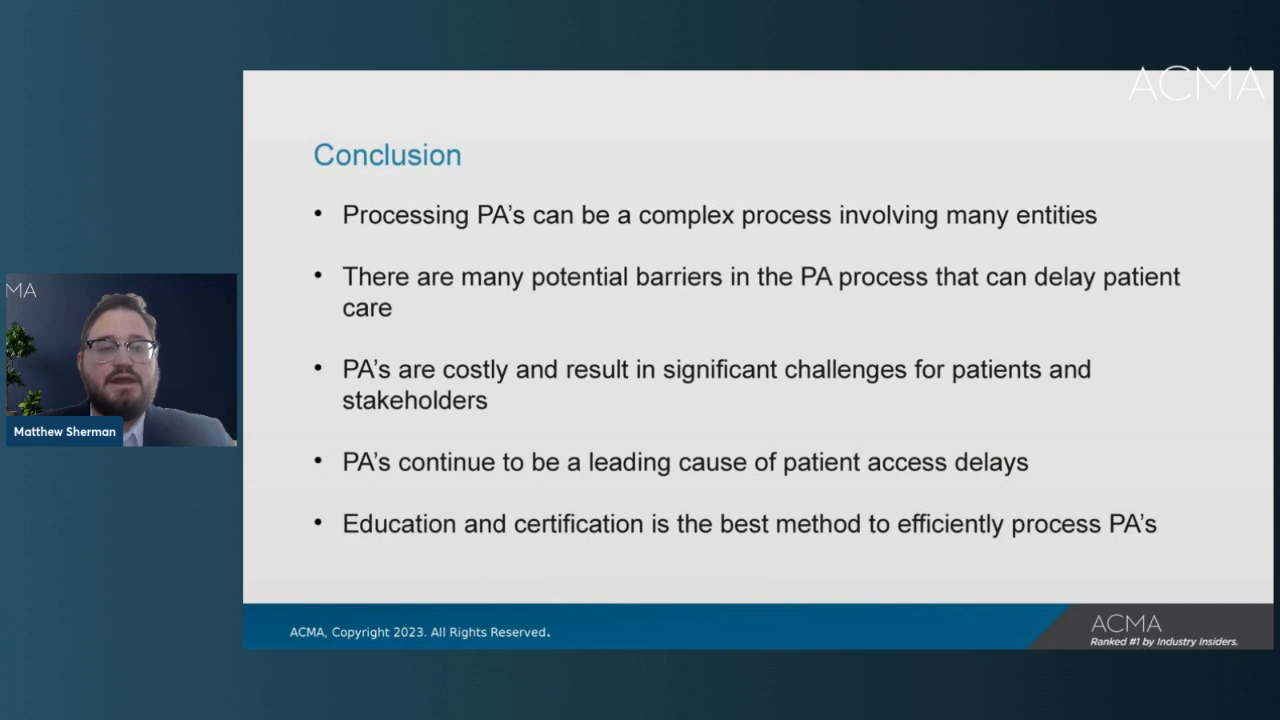 ACMA
Conclusion
• Processing PA's can be a complex process involving many entities
• There are many potential barriers in the PA process that can delay patient
care
• PA's are costly and result in significant challenges for patients and
stakeholders
• PA's continue to be a leading cause of patient access delays
• Education and certification is the best method to efficiently process PA's
MA
Matthew Sherman
ACMA, Copyright 2023. All Rights Reserved.
ACMA
Ranked #1 by Industry Insiders.